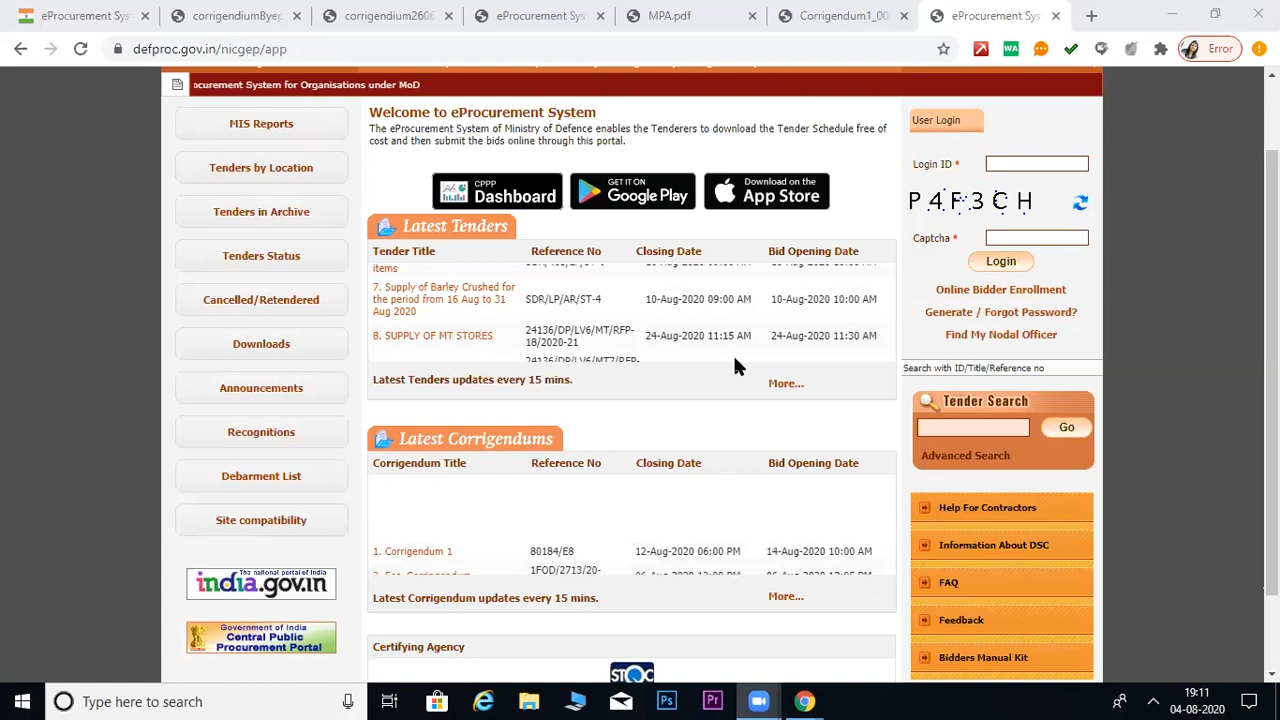 eProcurement Sys
corrigendumByep
corrigendum2606
eProcurement Sys
MPA.pdf
Corrigendum1_00
eProcurement Sys
defproc.gov.in/nicgep/app
WA
Error
ocurement System for Organisations under MoD
MIS Reports
Tenders by Location
Tenders in Archive
Tenders Status
Cancelled/Retendered
Downloads
Announcements
Recognitions
Debarment List
Site compatibility
The national portal of India
india.gov.in
Government of India
Central Public
Procurement Portal
Welcome to eProcurement System
The eProcurement System of Ministry of Defence enables the Tenderers to download the Tender Schedule free of
cost and then submit the bids online through this portal.
CPPP
Dashboard
GET IT ON
Google Play
Download on the
App Store
Latest Tenders
Tender Title Reference No Closing Date Bid Opening Date
items
7. Supply of Barley Crushed for
the period from 16 Aug to 31
Aug 2020
SDR/LP/AR/ST-4 10-Aug-2020 09:00 AM 10-Aug-2020 10:00 AM
8. SUPPLY OF MT STORES
24136/DP/LV6/MT/RFP-
18/2020-21
24-Aug-2020 11:15 AM 24-Aug-2020 11:30 AM
24136/DP/LV6/MT7/RFP-
Latest Tenders updates every 15 mins.
More...
Latest Corrigendums
Corrigendum Title Reference No Closing Date Bid Opening Date
1. Corrigendum 1 80184/E8 12-Aug-2020 06:00 PM 14-Aug-2020 10:00 AM
1FOD/2713/20-
Latest Corrigendum updates every 15 mins.
More...
Certifying Agency
STQC
User Login
Login ID *
P4F3CH
Captcha *
Login
Online Bidder Enrollment
Generate / Forgot Password?
Find My Nodal Officer
Search with ID/Title/Reference no
Tender Search
Go
Advanced Search
Help For Contractors
Information About DSC
FAQ
Feedback
Bidders Manual Kit
Type here to search
Ps
Pr
19:11
04-08-2020